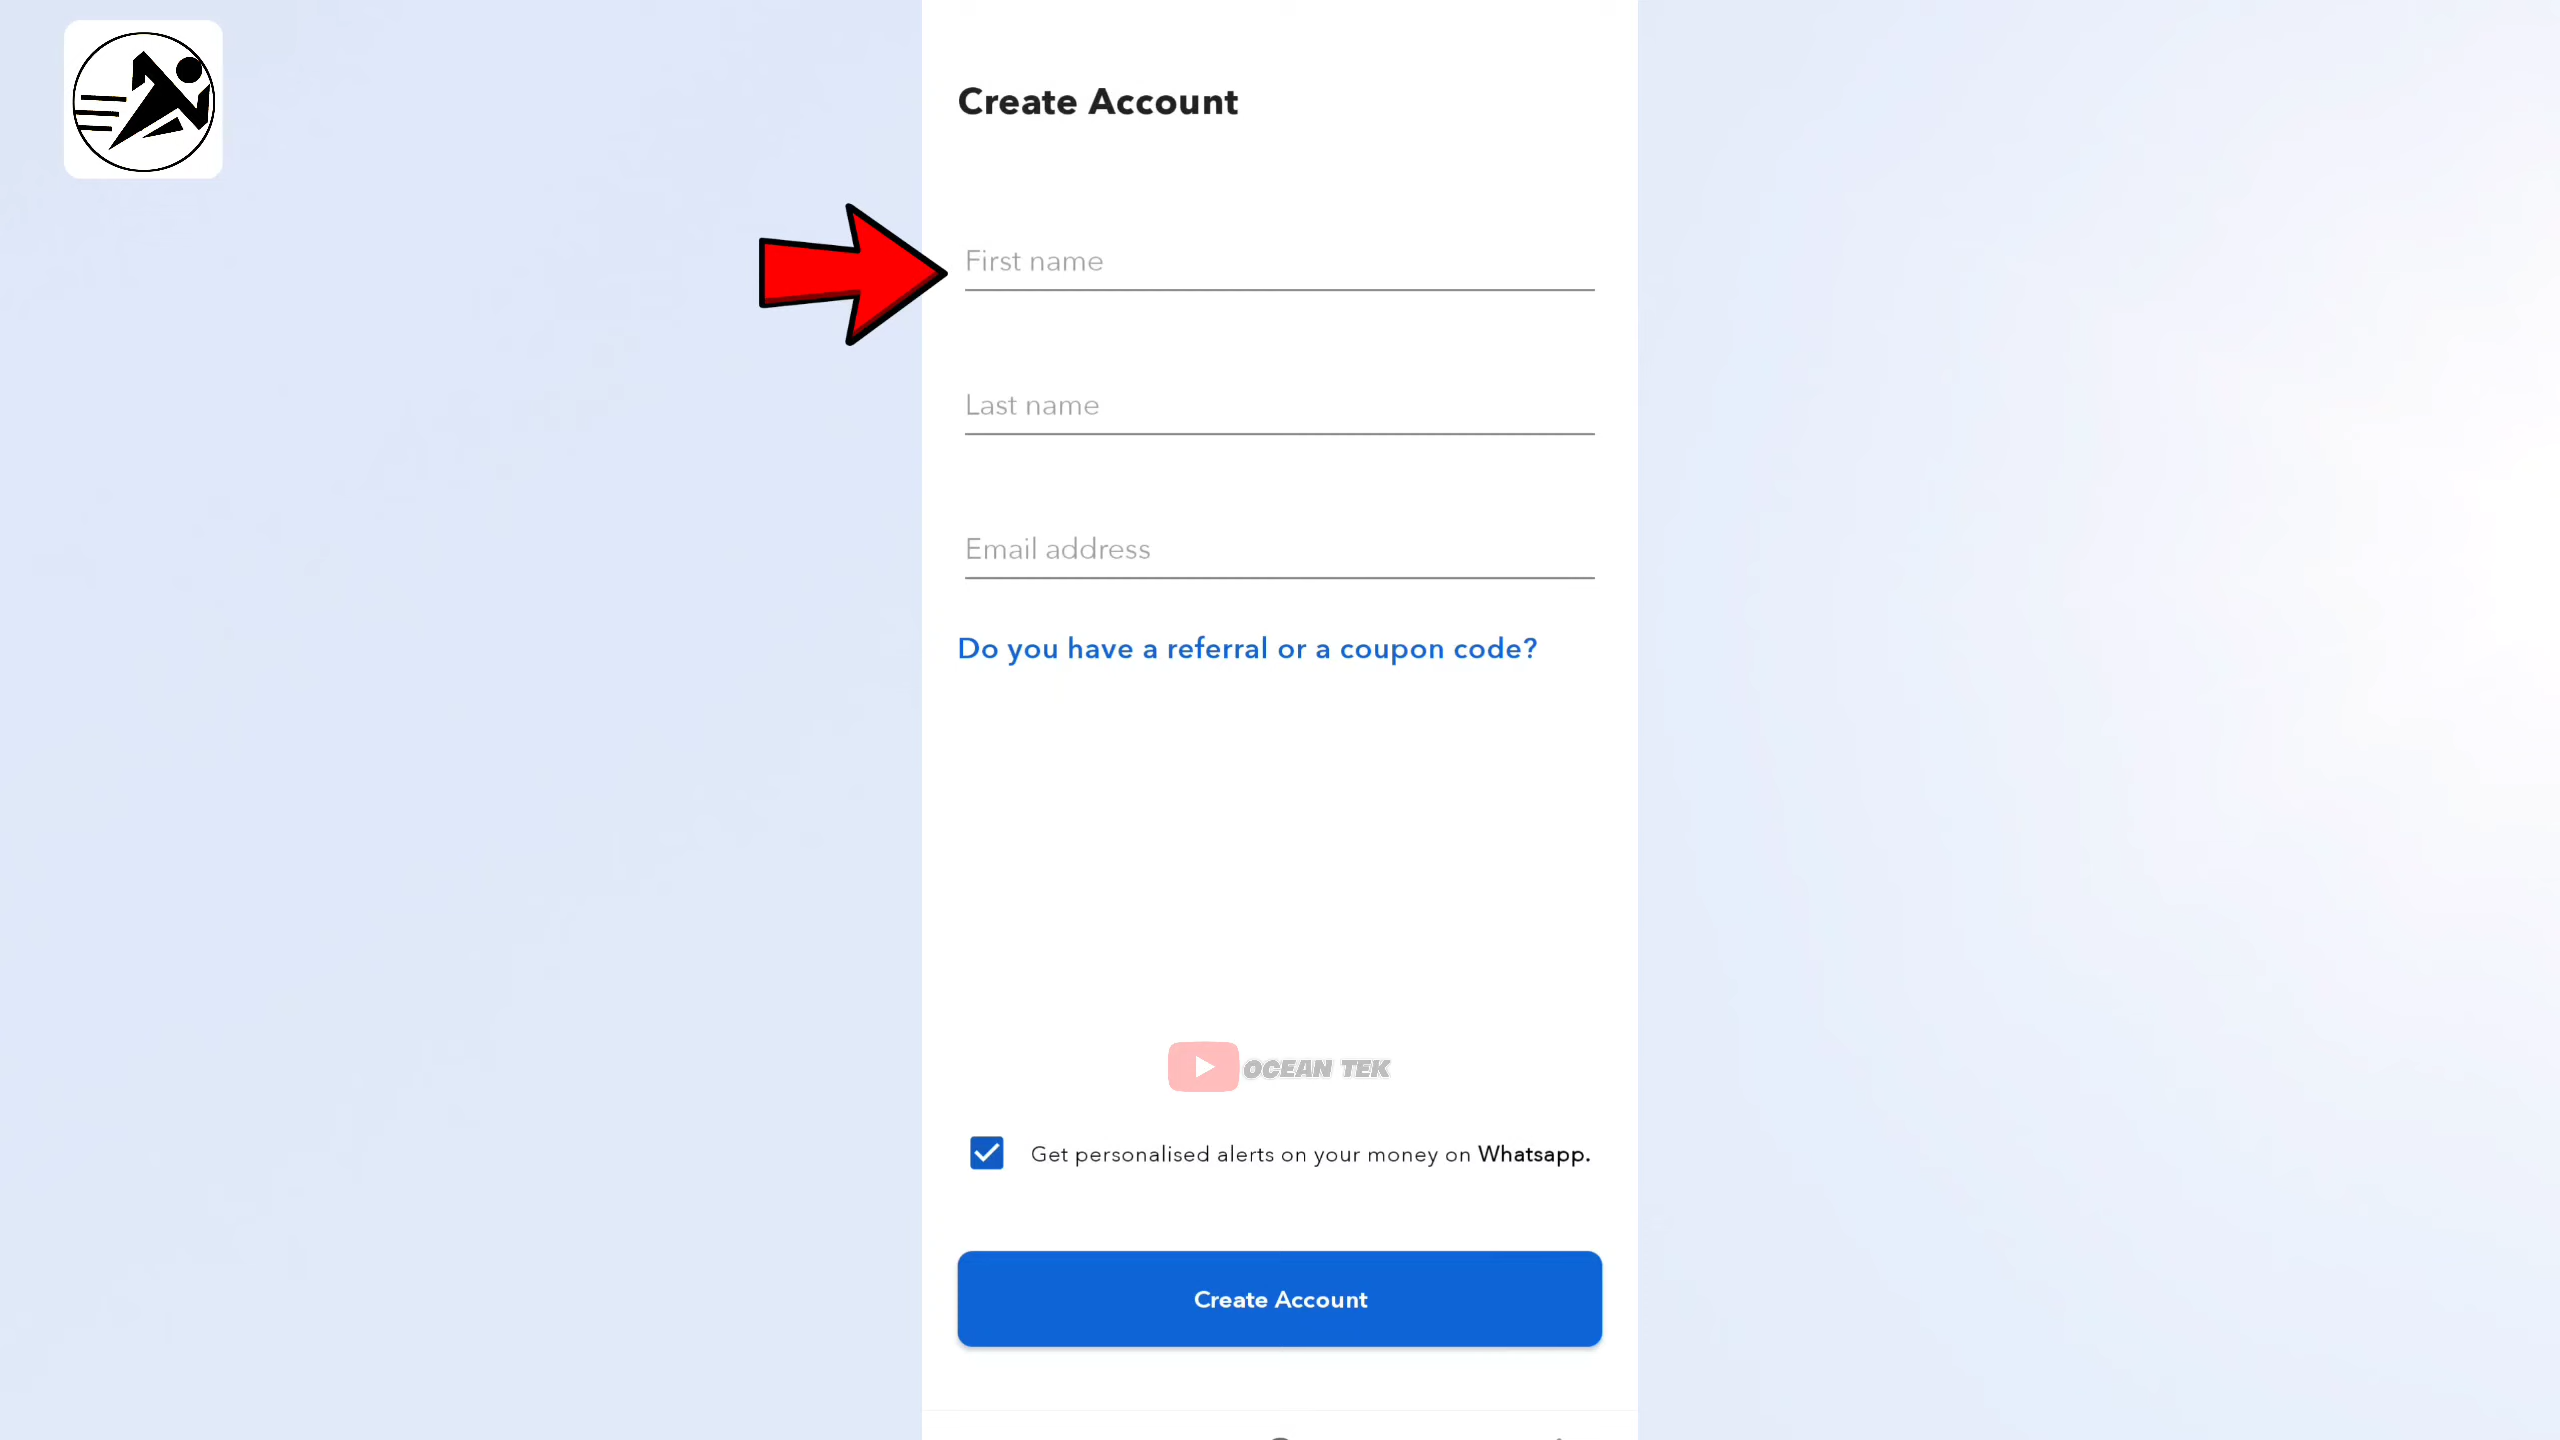 Create Account
First name
Last name
Email address
Do you have a referral or a coupon code?
OCEAN TEK
Get personalised alerts on your money on Whatsapp.
Create Account